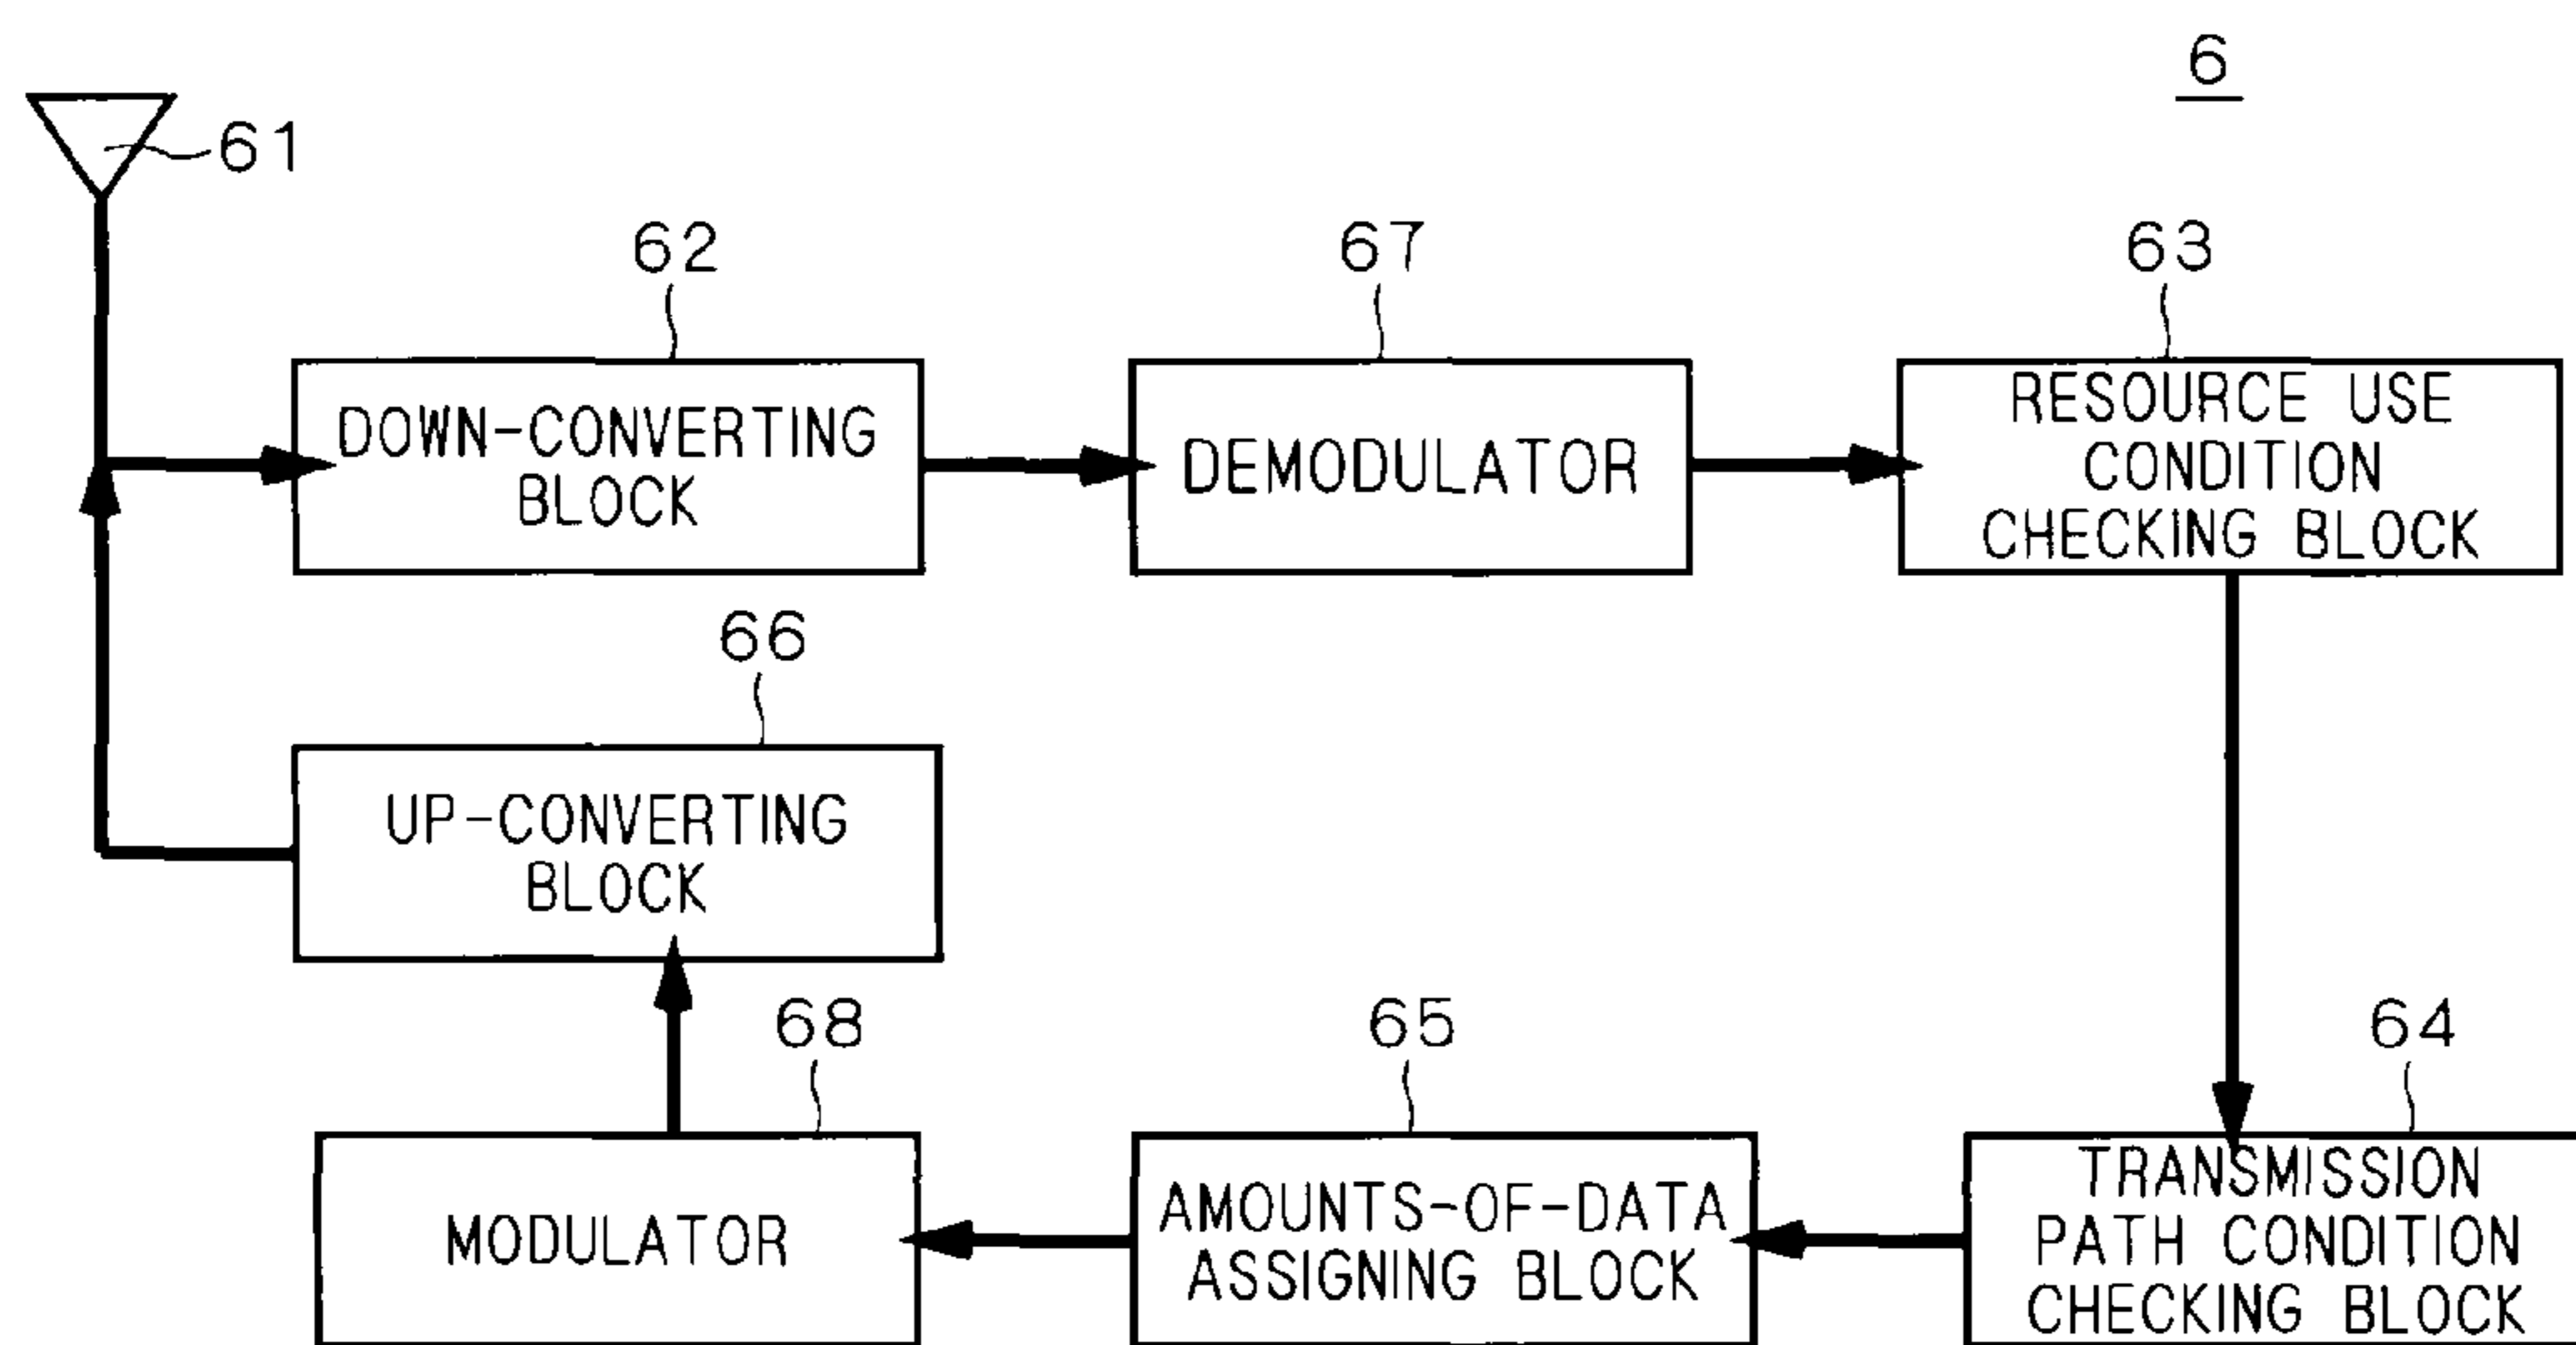 6
61
62
67
63
DOWN-CONVERTING
BLOCK
DEMODULATOR
RESOURCE USE
CONDITION
CHECKING BLOCK
66
UP-CONVERTING
BLOCK
68
65
64
MODULATOR
AMOUNTS-OF-DATA
ASSIGNING BLOCK
TRANSMISSION
PATH CONDITION
CHECKING BLOCK